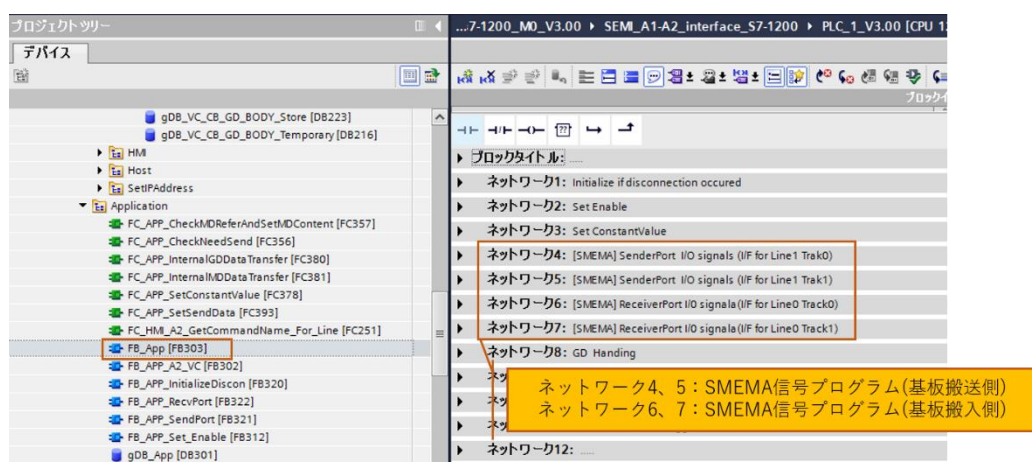 プロジェクトツリー
デバイス
gDB_VC_CB_GD_BODY_Store [DB223]
gDB_VC_CB_GD_BODY_Temporary [DB216]
HMI
Host
SetIPAddress
Application
FC_APP_CheckMDReferAndSetMDContent [FC357]
FC_APP_CheckNeedSend [FC356]
FC_APP_InternalGDDataTransfer [FC380]
FC_APP_InternalMDDataTransfer [FC381]
FC_APP_SetConstantValue [FC378]
FC_APP_SetSendData [FC393]
FC_HMI_A2_GetCommandName_For_Line [FC251]
FB_App [FB303]
FB_APP_A2_VC [FB302]
FB_APP_InitializeDiscon [FB320]
FB_APP_RecvPort [FB322]
FB_APP_SendPort [FB321]
FB_APP_Set_Enable [FB312]
gDB_App [DB301]
...7-1200_M0_V3.00 ▸ SEMI_A1-A2_interface_S7-1200 ▸ PLC_1_V3.00 [CPU 1
ブロックイ
ブロックタイトル: .....
ネットワーク1: Initialize if disconnection occured
ネットワーク2: Set Enable
ネットワーク3: Set ConstantValue
ネットワーク4: [SMEMA] SenderPort I/O signals (I/F for Line1 Trak0)
ネットワーク5: [SMEMA] SenderPort I/O signals (I/F for Line1 Trak1)
ネットワーク6: [SMEMA] ReceiverPort I/O signala (I/F for Line0 Track0)
ネットワーク7: [SMEMA] ReceiverPort I/O signala (I/F for Line0 Track1)
ネットワーク8: GD Handing
ネットワーク4、5：SMEMA信号プログラム(基板搬送側)
ネットワーク6、7：SMEMA信号プログラム(基板搬入側)
ネットワーク12: .....